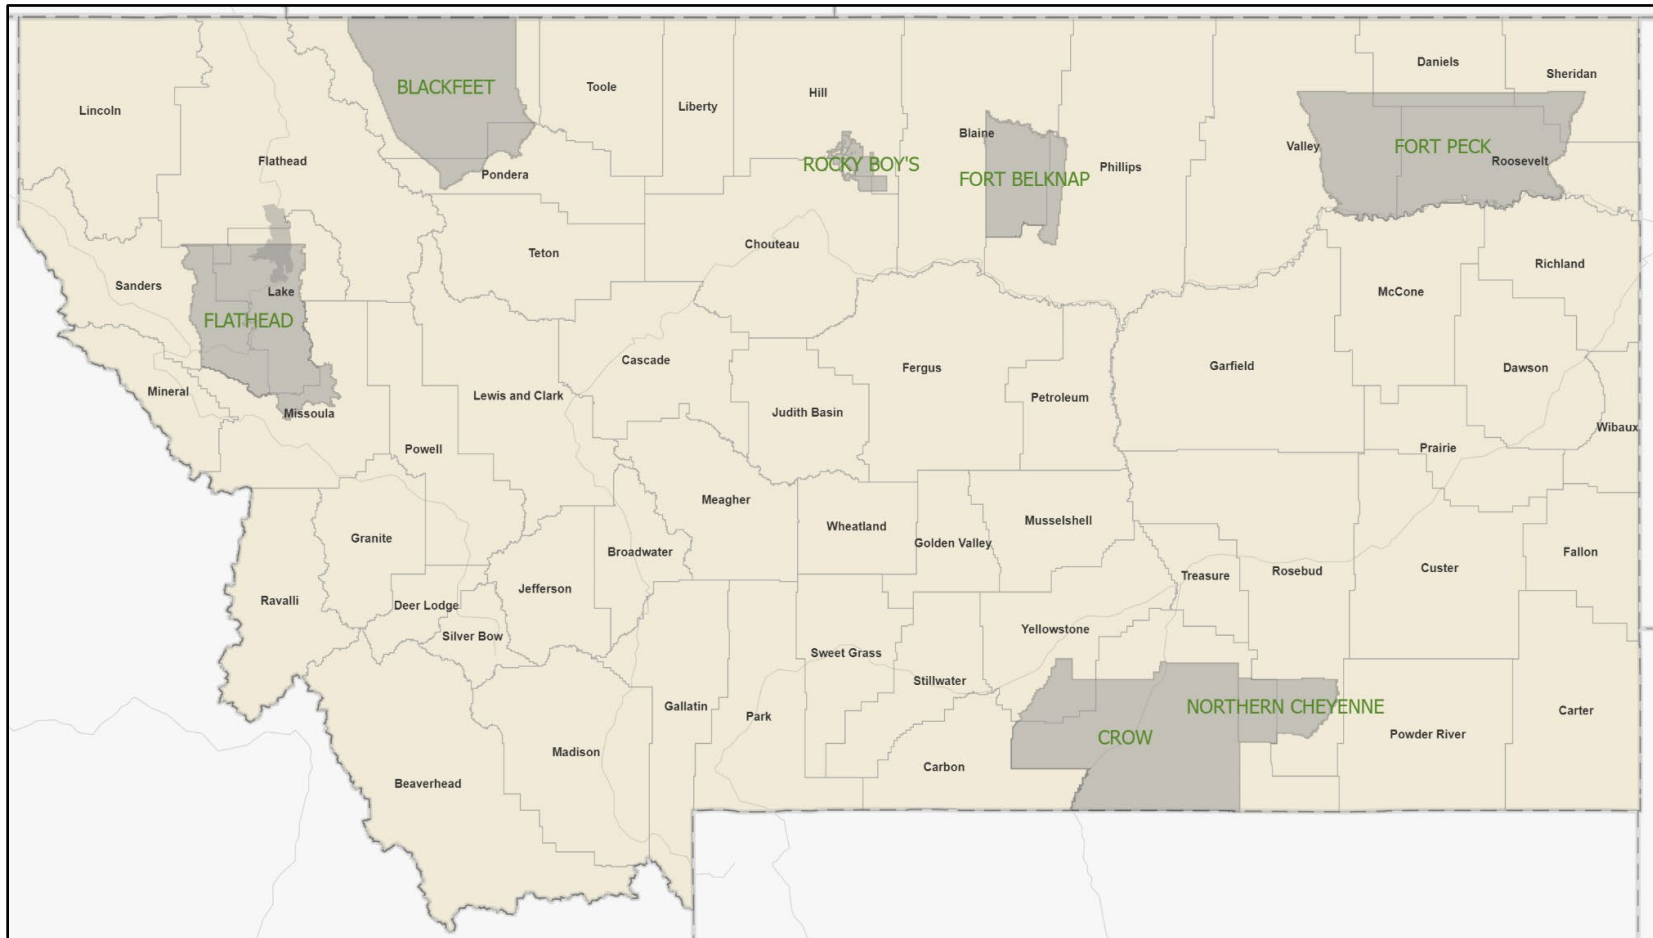 Daniels
Sheridan
BLACKFEET
Toole
Hill
Liberty
Lincoln
Blaine
Valley
FORT PECK
Roosevelt
Flathead
ROCKY BOY'S
Phillips
Pondera
FORT BELKNAP
Chouteau
Teton
Richland
Sanders
Lake
McCone
FLATHEAD
Cascade
Garfield
Fergus
Dawson
Mineral
Lewis and Clark
Petroleum
Judith Basin
Missoula
Wibaux
Powell
Prairie
Meagher
Musselshell
Wheatland
Granite
Golden Valley
Broadwater
Fallon
Custer
Rosebud
Treasure
Jefferson
Ravalli
Deer Lodge
Yellowstone
Silver Bow
Sweet Grass
Stillwater
Gallatin
NORTHERN CHEYENNE
Carter
Park
Powder River
CROW
Madison
Carbon
Beaverhead